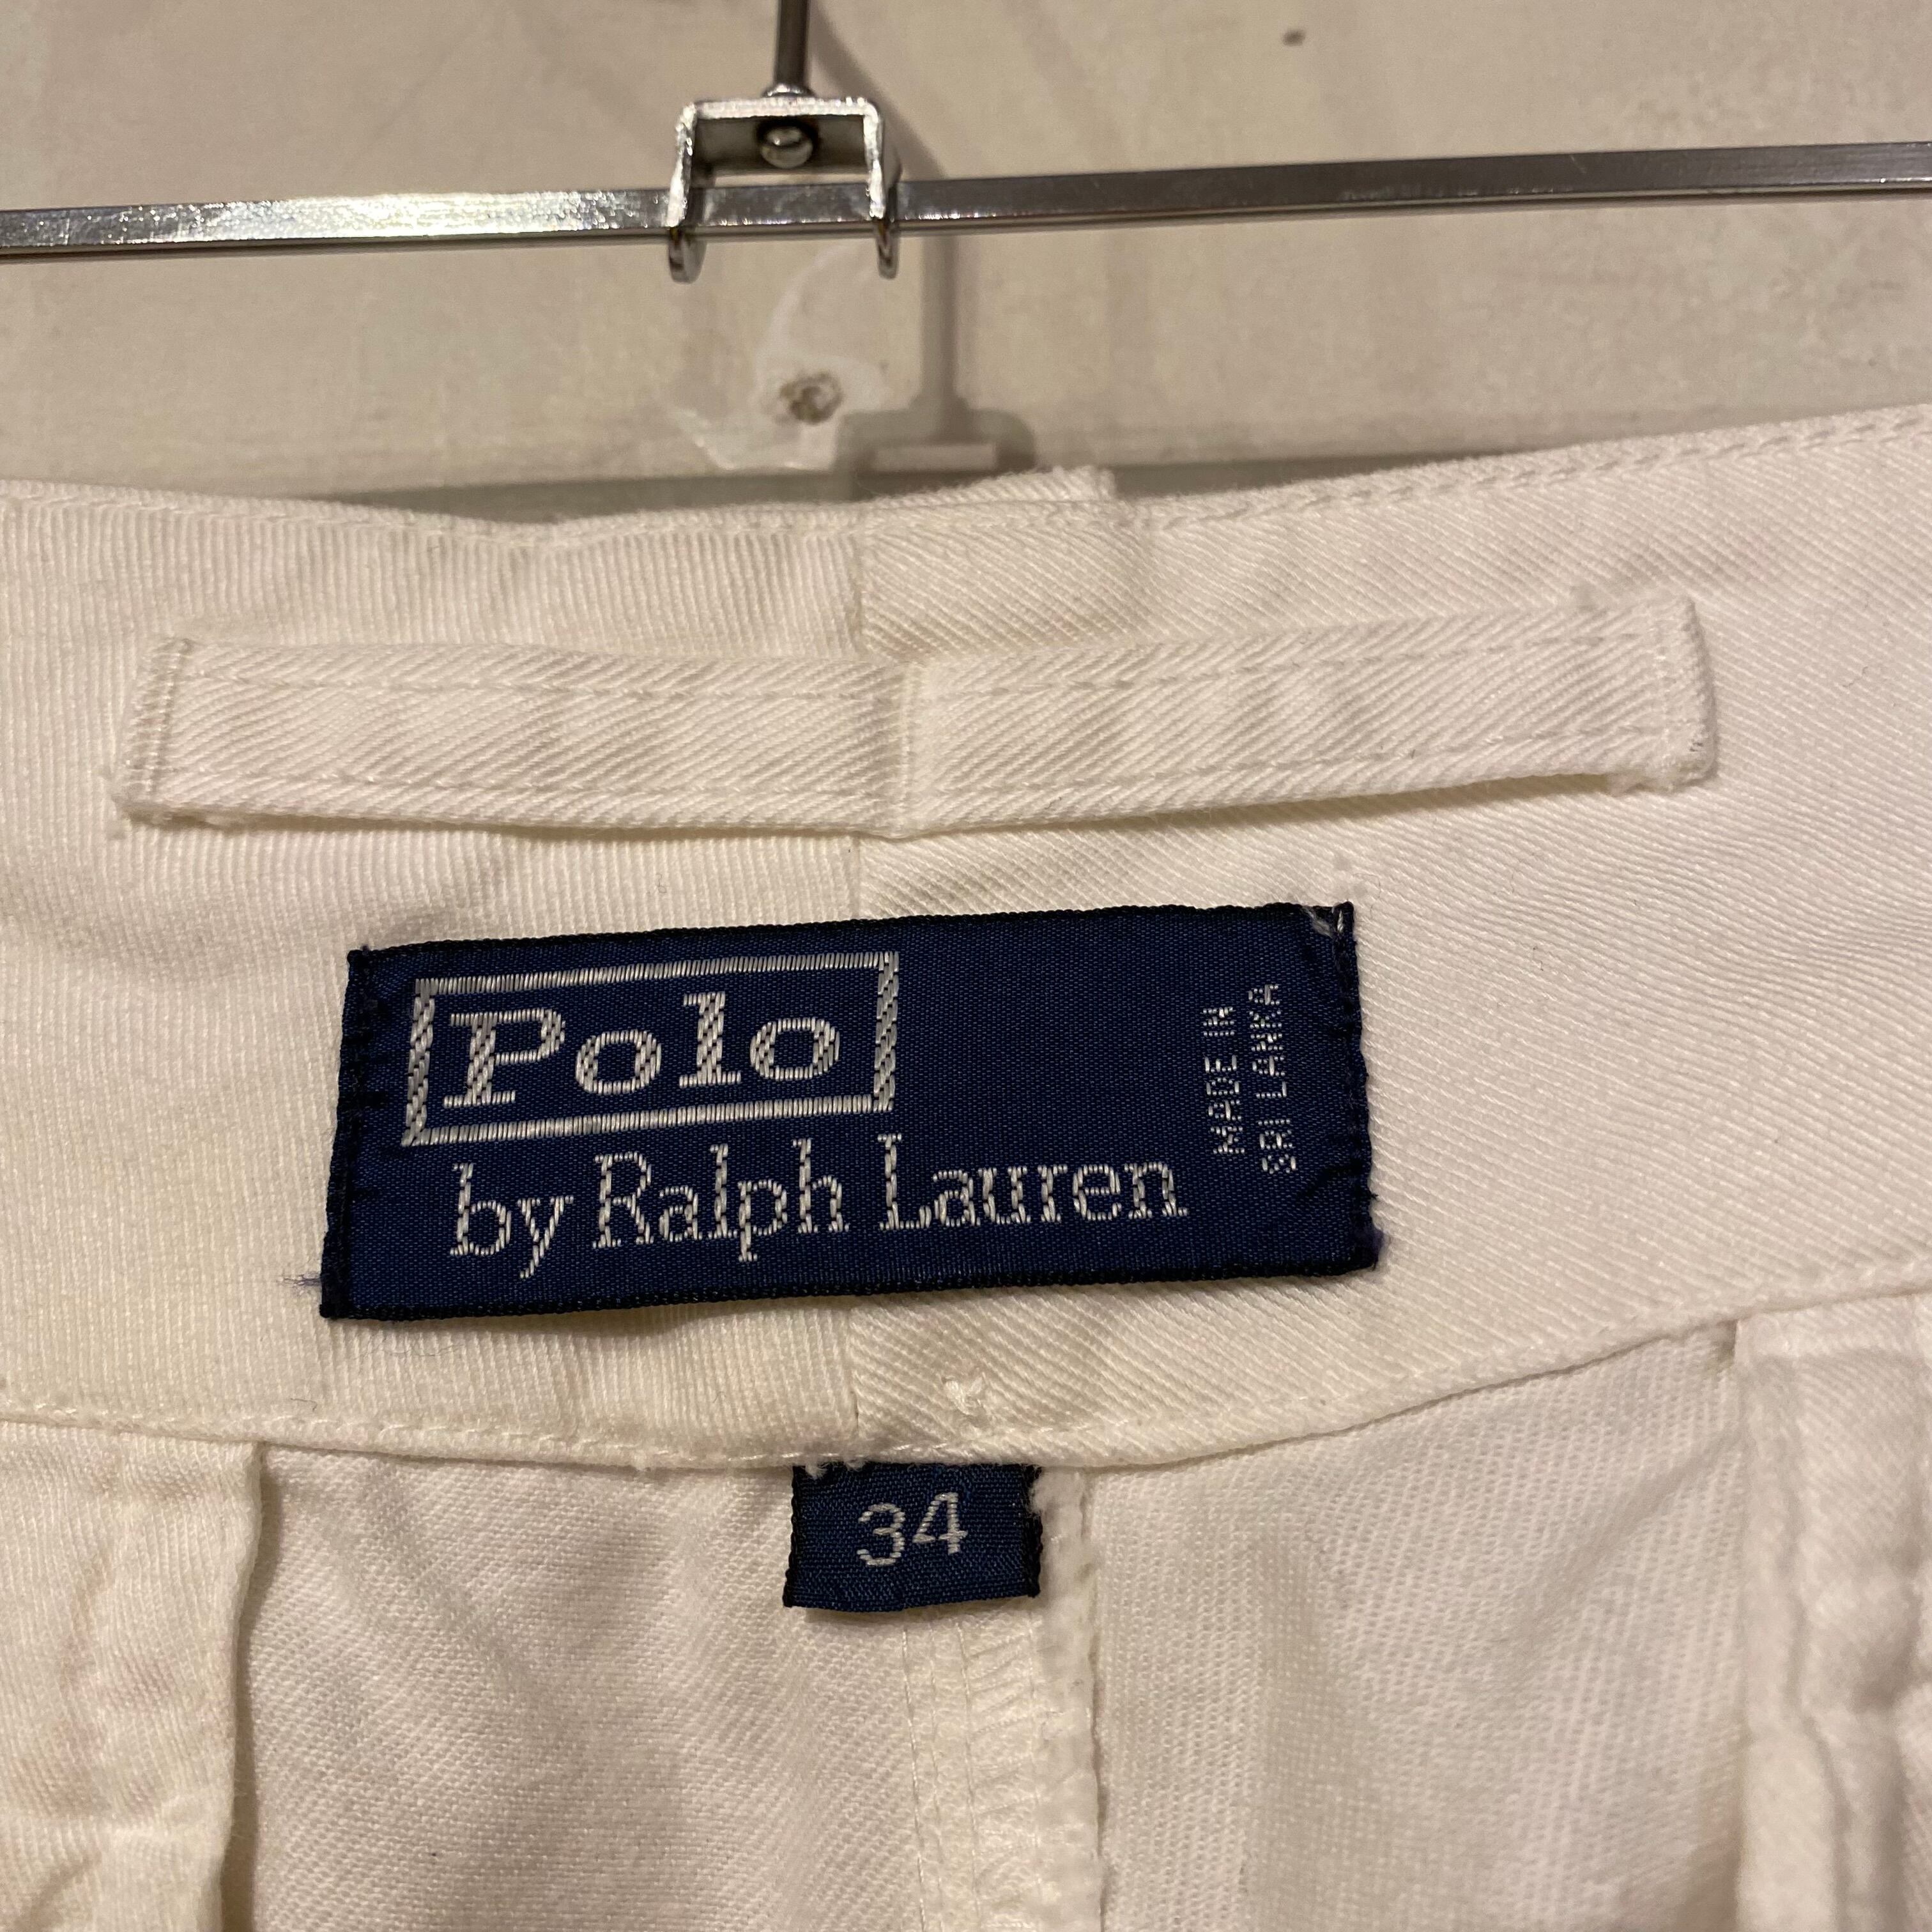 Polo
by Ralph Lauren
MADE IN
SRI LANKA
34